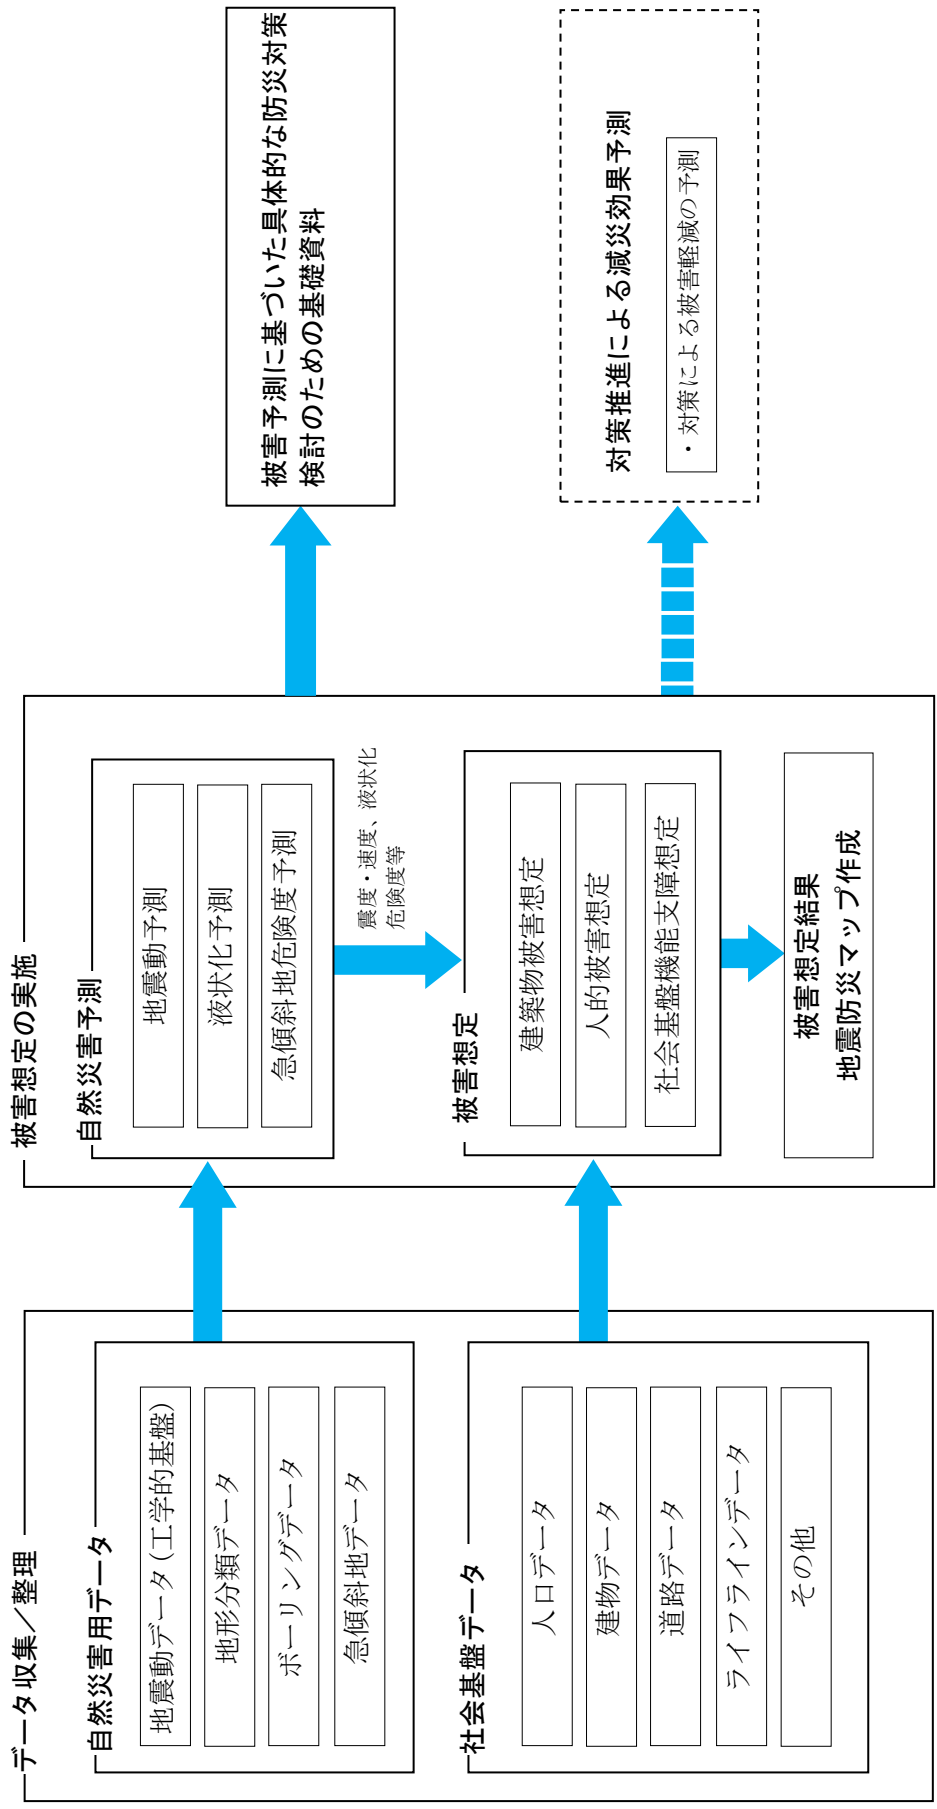 データ収集／整理
自然災害用データ
地震動データ（工学的基盤）
地形分類データ
ボーリングデータ
急傾斜地データ
社会基盤データ
人口データ
建物データ
道路データ
ライフラインデータ
その他
被害想定の実施
自然災害予測
地震動予測
液状化予測
急傾斜地危険度予測
震度・速度、液状化
危険度等
被害想定
建築物被害想定
人的被害想定
社会基盤機能支障想定
被害想定結果
地震防災マップ作成
被害予測に基づいた具体的な防災対策
検討のための基礎資料
対策推進による減災効果予測
・対策による被害軽減の予測